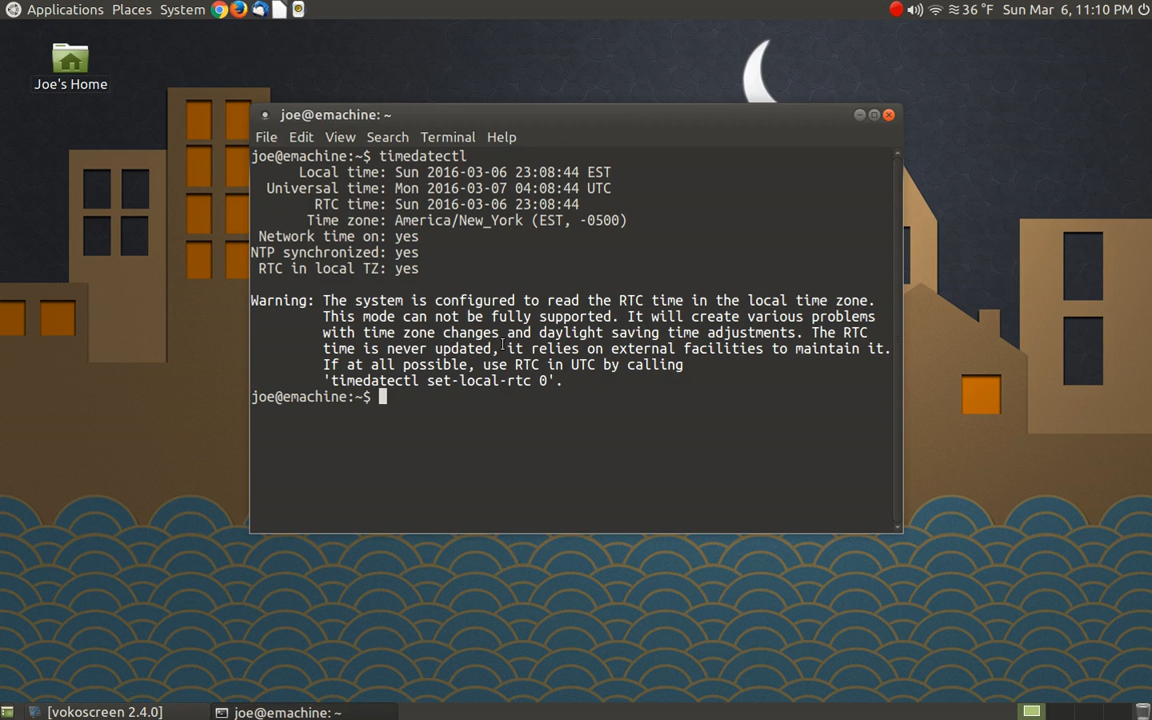 Applications Places System 36 °F Sun Mar 6, 11:10 PM
Joe's Home
joe@emachine: ~
File Edit View Search Terminal Help
joe@emachine:~$ timedatectl
Local time: Sun 2016-03-06 23:08:44 EST
Universal time: Mon 2016-03-07 04:08:44 UTC
RTC time: Sun 2016-03-06 23:08:44
Time zone: America/New_York (EST, -0500)
Network time on: yes
NTP synchronized: yes
RTC in local TZ: yes
Warning: The system is configured to read the RTC time in the local time zone.
This mode can not be fully supported. It will create various problems
with time zone changes and daylight saving time adjustments. The RTC
time is never updated, it relies on external facilities to maintain it.
If at all possible, use RTC in UTC by calling
'timedatectl set-local-rtc 0'.
joe@emachine:~$
[vokoscreen 2.4.0] joe@emachine: ~